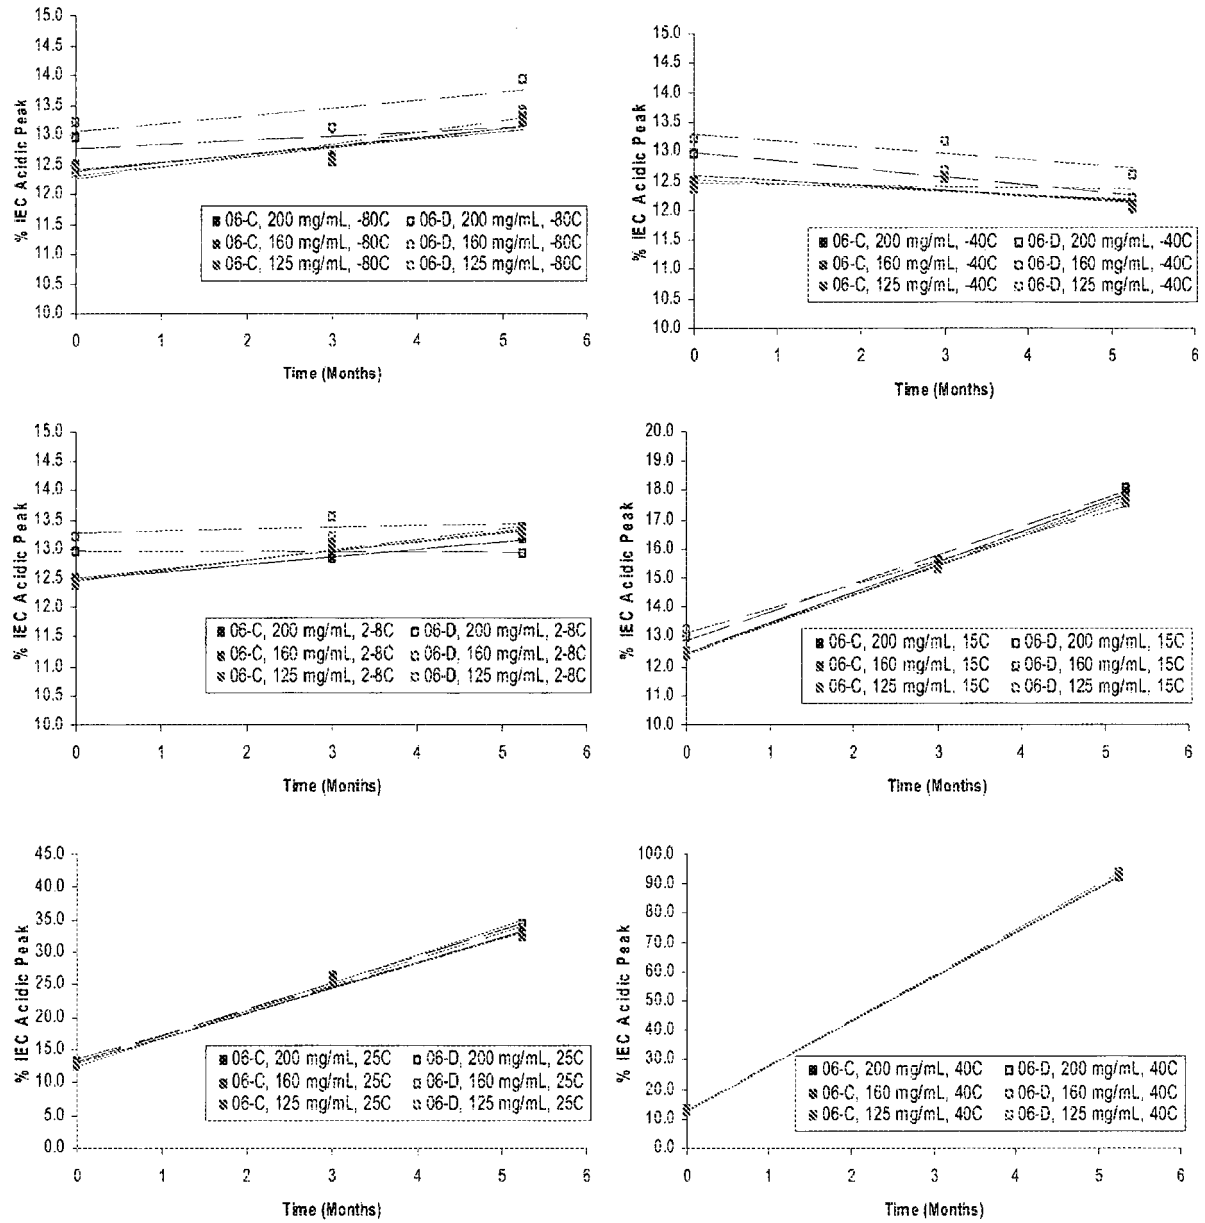 % IEC Acidic Peak
15.0
14.5
14.0
13.5
13.0
12.5
12.0
11.5
11.0
10.5
10.0
06-C, 200 mg/mL, -80C 06-D, 200 mg/mL, -80C
06-C, 160 mg/mL, -80C 06-D, 160 mg/mL, -80C
06-C, 125 mg/mL, -80C 06-D, 125 mg/mL, -80C
0 1 2 3 4 5 6
Time (Months)
% IEC Acidic Peak
15.0
14.5
14.0
13.5
13.0
12.5
12.0
11.5
11.0
10.5
10.0
06-C, 200 mg/mL, -40C 06-D, 200 mg/mL, -40C
06-C, 160 mg/mL, -40C 06-D, 160 mg/mL, -40C
06-C, 125 mg/mL, -40C 06-D, 125 mg/mL, -40C
0 1 2 3 4 5 6
Time (Months)
% IEC Acidic Peak
15.0
14.5
14.0
13.5
13.0
12.5
12.0
11.5
11.0
10.5
10.0
06-C, 200 mg/mL, 2-8C 06-D, 200 mg/mL, 2-8C
06-C, 160 mg/mL, 2-8C 06-D, 160 mg/mL, 2-8C
06-C, 125 mg/mL, 2-8C 06-D, 125 mg/mL, 2-8C
0 1 2 3 4 5 6
Time (Months)
% IEC Acidic Peak
20.0
19.0
18.0
17.0
16.0
15.0
14.0
13.0
12.0
11.0
10.0
06-C, 200 mg/mL, 15C 06-D, 200 mg/mL, 15C
06-C, 160 mg/mL, 15C 06-D, 160 mg/mL, 15C
06-C, 125 mg/mL, 15C 06-D, 125 mg/mL, 15C
0 1 2 3 4 5 6
Time (Months)
% IEC Acidic Peak
45.0
40.0
35.0
30.0
25.0
20.0
15.0
10.0
5.0
0.0
06-C, 200 mg/mL, 25C 06-D, 200 mg/mL, 25C
06-C, 160 mg/mL, 25C 06-D, 160 mg/mL, 25C
06-C, 125 mg/mL, 25C 06-D, 125 mg/mL, 25C
0 1 2 3 4 5 6
Time (Months)
% IEC Acidic Peak
100.0
90.0
80.0
70.0
60.0
50.0
40.0
30.0
20.0
10.0
0.0
06-C, 200 mg/mL, 40C 06-D, 200 mg/mL, 40C
06-C, 160 mg/mL, 40C 06-D, 160 mg/mL, 40C
06-C, 125 mg/mL, 40C 06-D, 125 mg/mL, 40C
0 1 2 3 4 5 6
Time (Months)